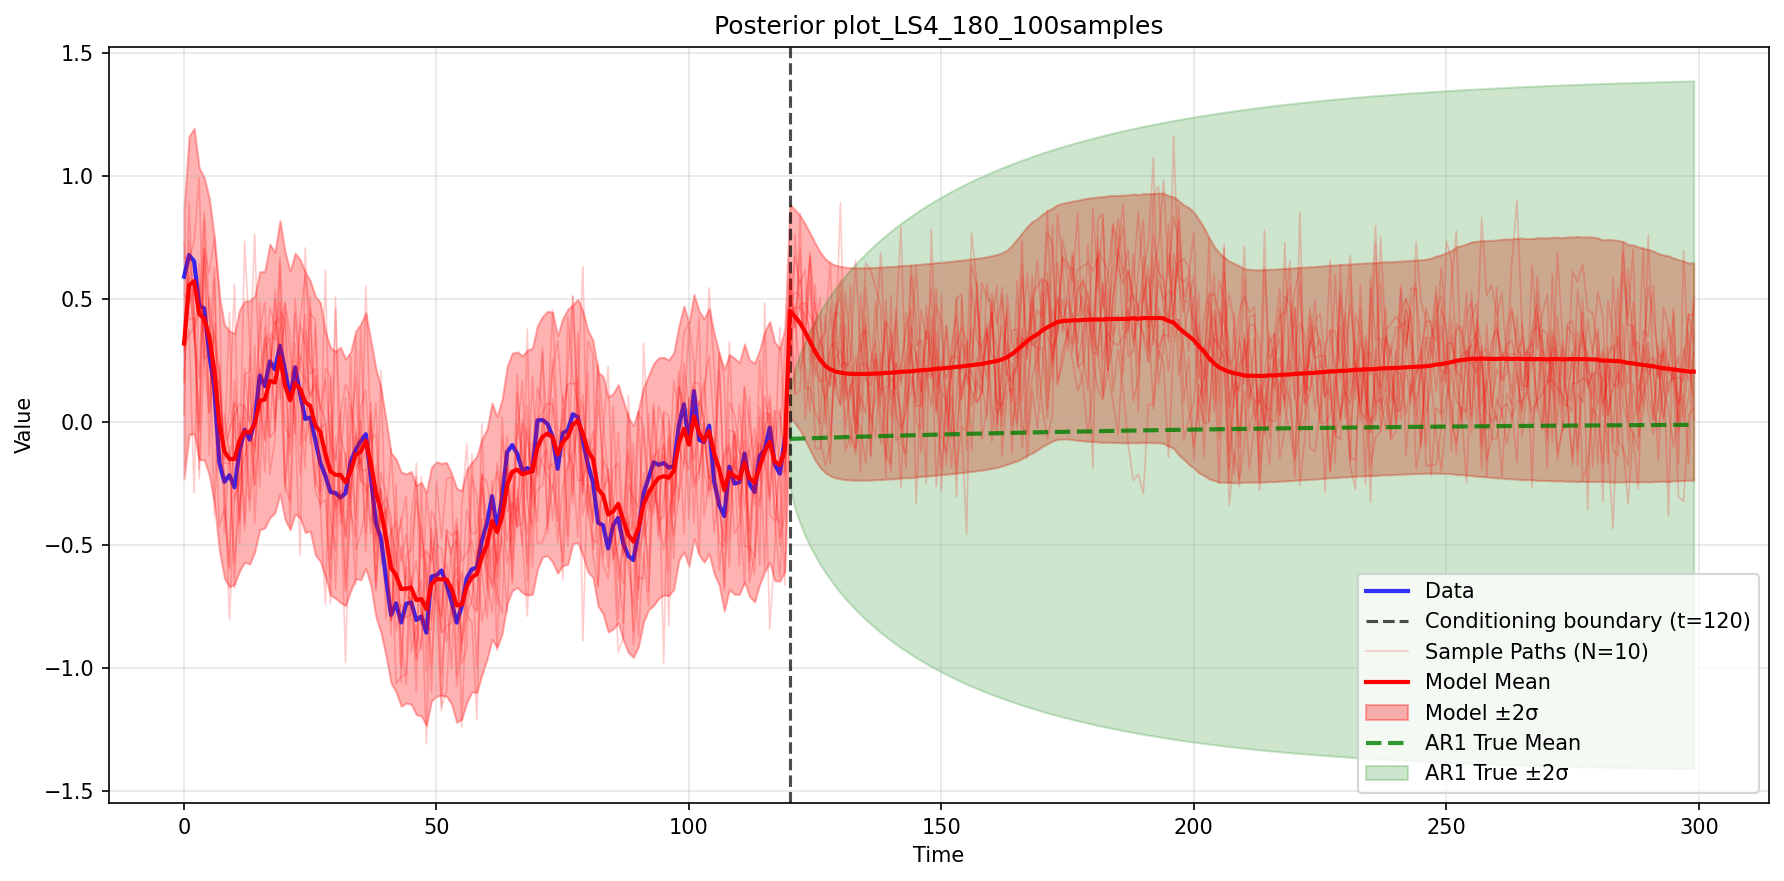 Posterior plot_LS4_180_100samples
1.5
1.0
0.5
0.0
−0.5
−1.0
−1.5
Value
0
50
100
150
200
250
300
Time
Data
Conditioning boundary (t=120)
Sample Paths (N=10)
Model Mean
Model ±2σ
AR1 True Mean
AR1 True ±2σ